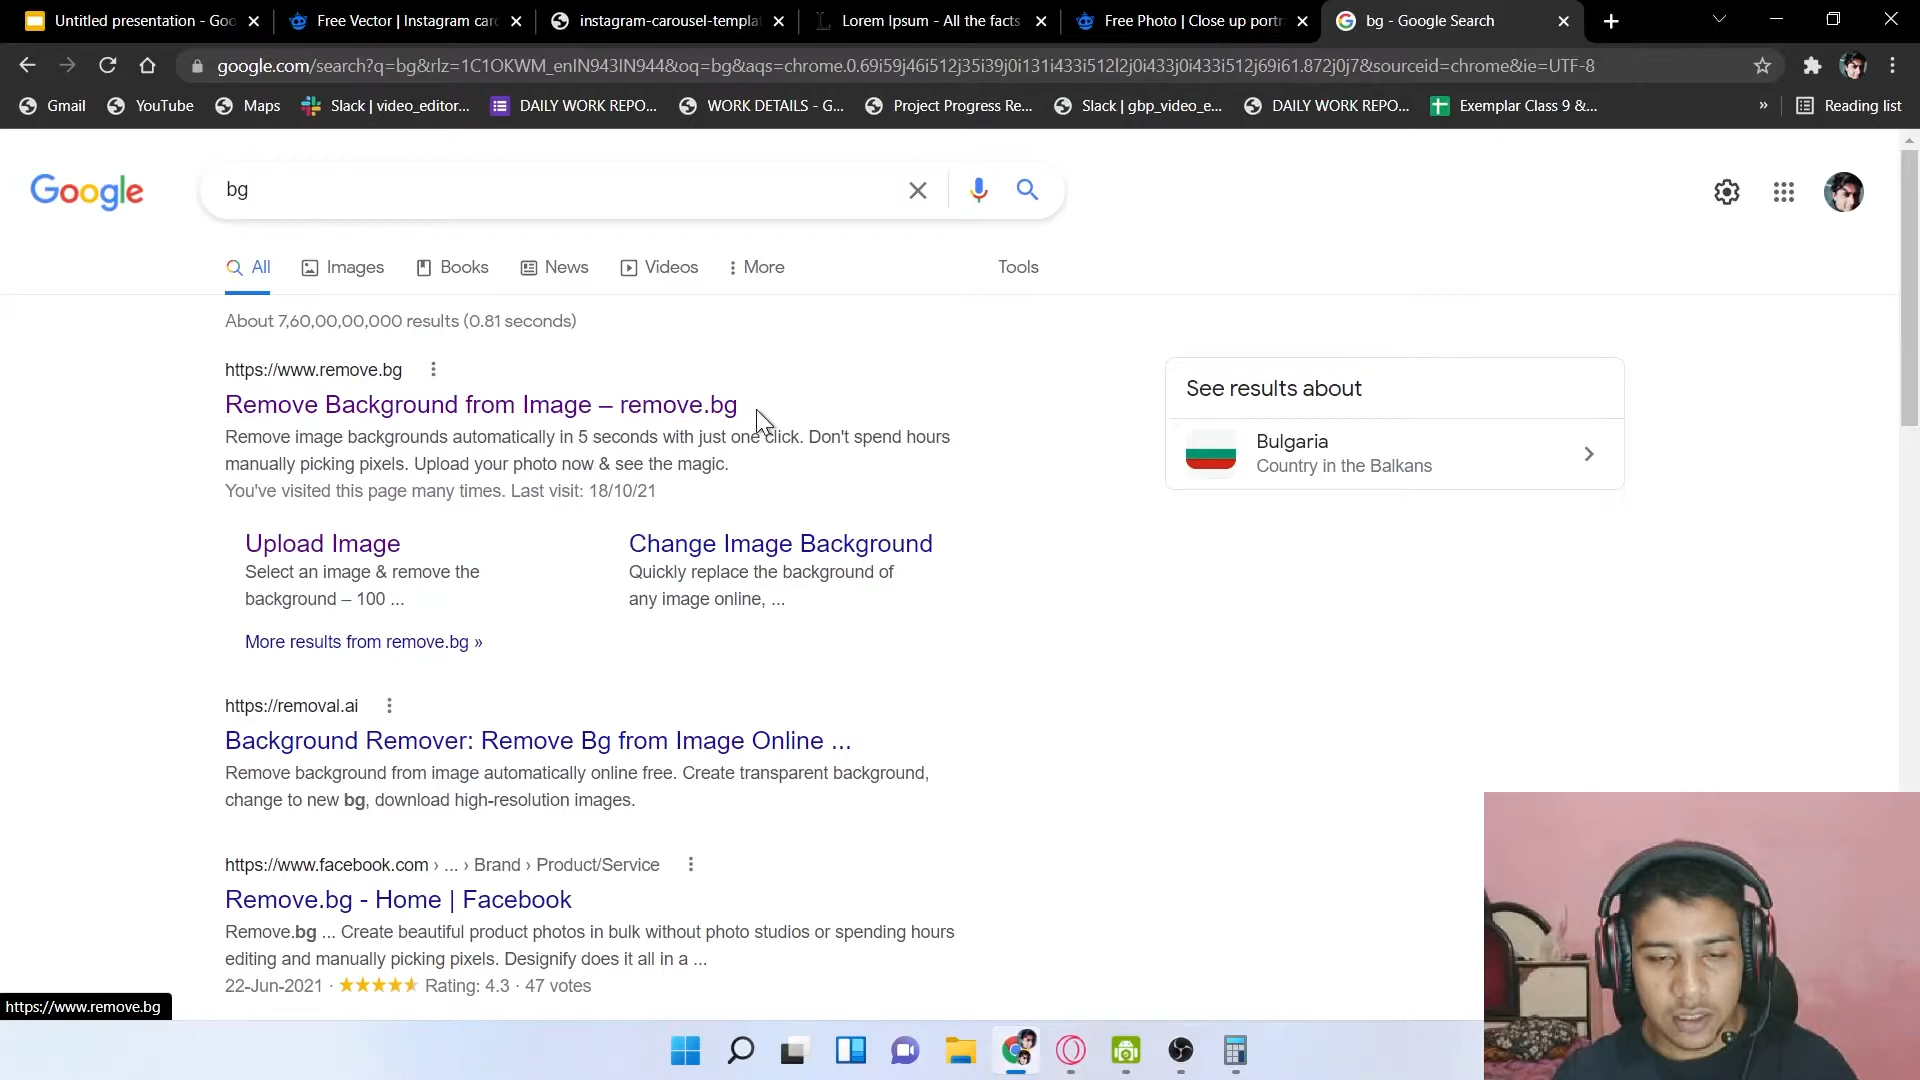 Untitled presentation - Goo
Free Vector | Instagram carc
instagram-carousel-templat
Lorem Ipsum - All the facts
Free Photo | Close up portra
bg - Google Search
google.com/search?q=bg&rlz=1C1OKWM_enIN943IN944&oq=bg&aqs=chrome.0.69i59j46i512j35i39j0i131i433i512l2j0i433j0i433i512j69i61.872j0j7&sourceid=chrome&ie=UTF-8
Gmail
YouTube
Maps
Slack | video_editor...
DAILY WORK REPO...
WORK DETAILS - G...
Project Progress Re...
Slack | gbp_video_e...
DAILY WORK REPO...
Exemplar Class 9 &...
»
Reading list
Google
bg
All
Images
Books
News
Videos
More
Tools
About 7,60,00,00,000 results (0.81 seconds)
https://www.remove.bg
Remove Background from Image – remove.bg
Remove image backgrounds automatically in 5 seconds with just one click. Don't spend hours
manually picking pixels. Upload your photo now & see the magic.
You've visited this page many times. Last visit: 18/10/21
Upload Image
Select an image & remove the
background – 100 ...
Change Image Background
Quickly replace the background of
any image online, ...
More results from remove.bg »
https://removal.ai
Background Remover: Remove Bg from Image Online ...
Remove background from image automatically online free. Create transparent background,
change to new bg, download high-resolution images.
https://www.facebook.com › ... › Brand › Product/Service
Remove.bg - Home | Facebook
Remove.bg ... Create beautiful product photos in bulk without photo studios or spending hours
editing and manually picking pixels. Designify does it all in a ...
22-Jun-2021 · Rating: 4.3 · 47 votes
See results about
Bulgaria
Country in the Balkans
https://www.remove.bg